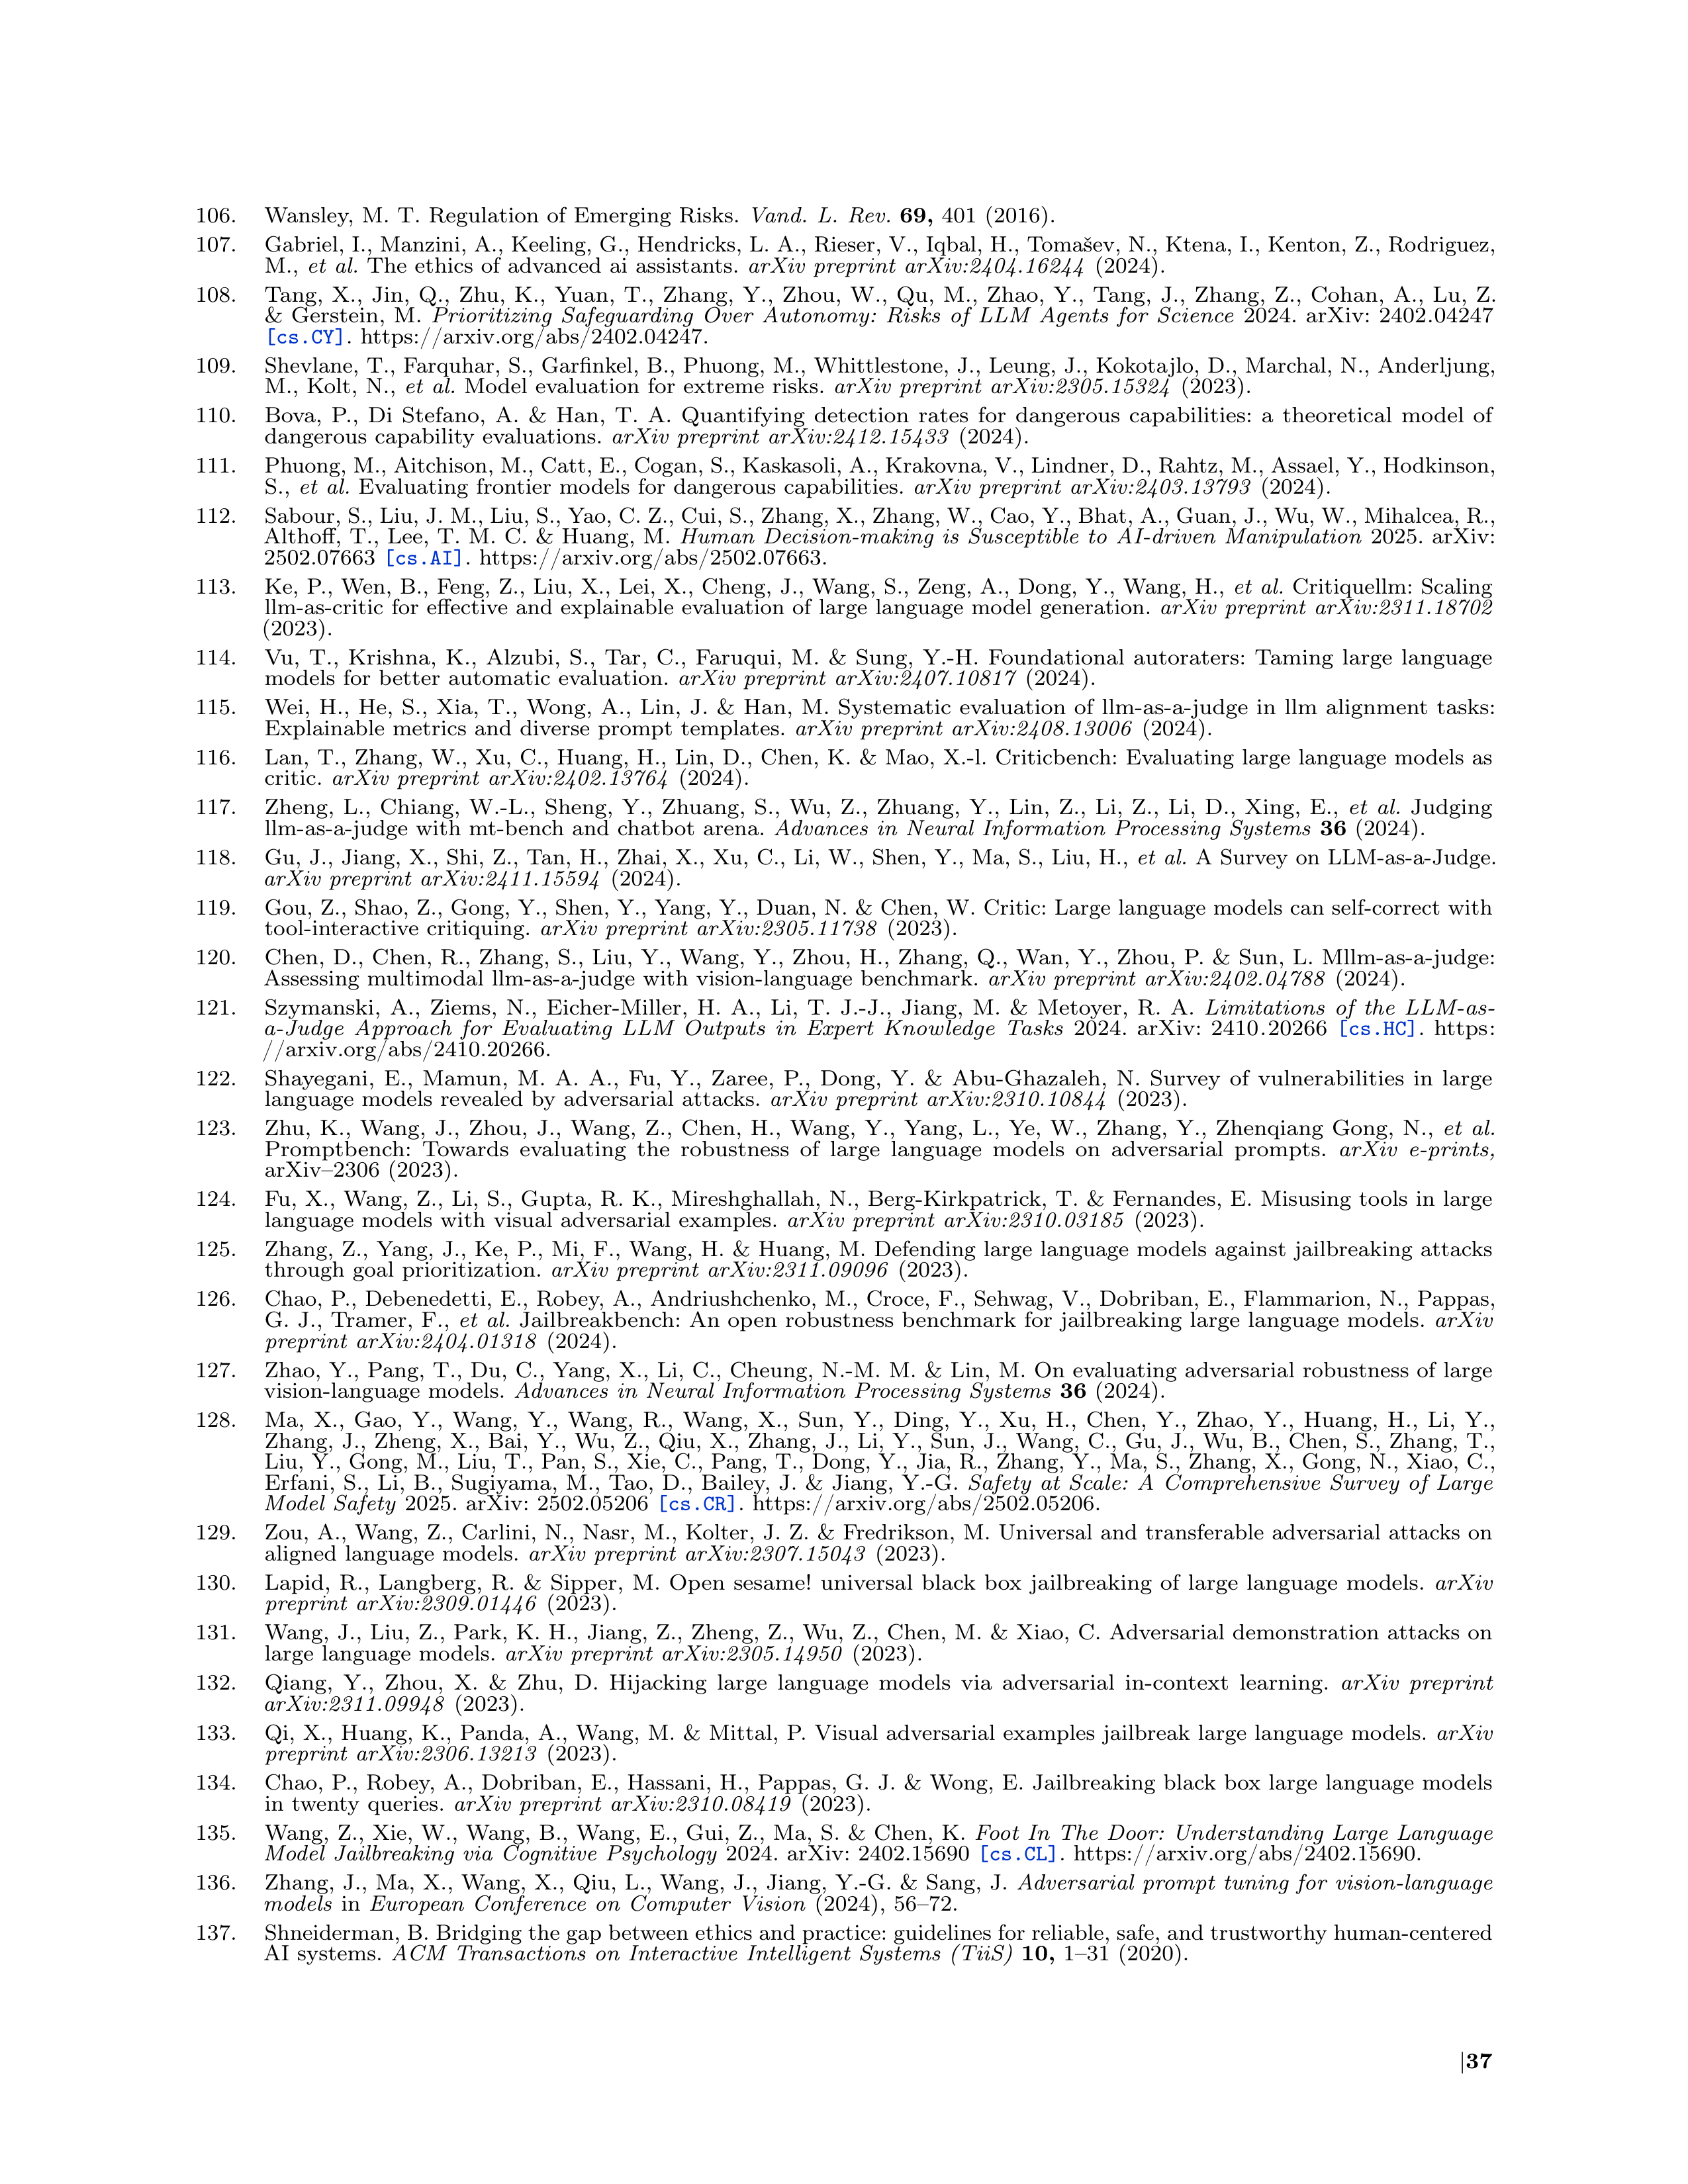 106. Wansley, M. T. Regulation of Emerging Risks. Vand. L. Rev. 69, 401 (2016).
107. Gabriel, I., Manzini, A., Keeling, G., Hendricks, L. A., Rieser, V., Iqbal, H., Tomašev, N., Ktena, I., Kenton, Z., Rodriguez,
M., et al. The ethics of advanced ai assistants. arXiv preprint arXiv:2404.16244 (2024).
108. Tang, X., Jin, Q., Zhu, K., Yuan, T., Zhang, Y., Zhou, W., Qu, M., Zhao, Y., Tang, J., Zhang, Z., Cohan, A., Lu, Z.
& Gerstein, M. Prioritizing Safeguarding Over Autonomy: Risks of LLM Agents for Science 2024. arXiv: 2402.04247
[cs.CY]. https://arxiv.org/abs/2402.04247.
109. Shevlane, T., Farquhar, S., Garfinkel, B., Phuong, M., Whittlestone, J., Leung, J., Kokotajlo, D., Marchal, N., Anderljung,
M., Kolt, N., et al. Model evaluation for extreme risks. arXiv preprint arXiv:2305.15324 (2023).
110. Bova, P., Di Stefano, A. & Han, T. A. Quantifying detection rates for dangerous capabilities: a theoretical model of
dangerous capability evaluations. arXiv preprint arXiv:2412.15433 (2024).
111. Phuong, M., Aitchison, M., Catt, E., Cogan, S., Kaskasoli, A., Krakovna, V., Lindner, D., Rahtz, M., Assael, Y., Hodkinson,
S., et al. Evaluating frontier models for dangerous capabilities. arXiv preprint arXiv:2403.13793 (2024).
112. Sabour, S., Liu, J. M., Liu, S., Yao, C. Z., Cui, S., Zhang, X., Zhang, W., Cao, Y., Bhat, A., Guan, J., Wu, W., Mihalcea, R.,
Althoff, T., Lee, T. M. C. & Huang, M. Human Decision-making is Susceptible to AI-driven Manipulation 2025. arXiv:
2502.07663 [cs.AI]. https://arxiv.org/abs/2502.07663.
113. Ke, P., Wen, B., Feng, Z., Liu, X., Lei, X., Cheng, J., Wang, S., Zeng, A., Dong, Y., Wang, H., et al. Critiquellm: Scaling
llm-as-critic for effective and explainable evaluation of large language model generation. arXiv preprint arXiv:2311.18702
(2023).
114. Vu, T., Krishna, K., Alzubi, S., Tar, C., Faruqui, M. & Sung, Y.-H. Foundational autoraters: Taming large language
models for better automatic evaluation. arXiv preprint arXiv:2407.10817 (2024).
115. Wei, H., He, S., Xia, T., Wong, A., Lin, J. & Han, M. Systematic evaluation of llm-as-a-judge in llm alignment tasks:
Explainable metrics and diverse prompt templates. arXiv preprint arXiv:2408.13006 (2024).
116. Lan, T., Zhang, W., Xu, C., Huang, H., Lin, D., Chen, K. & Mao, X.-l. Criticbench: Evaluating large language models as
critic. arXiv preprint arXiv:2402.13764 (2024).
117. Zheng, L., Chiang, W.-L., Sheng, Y., Zhuang, S., Wu, Z., Zhuang, Y., Lin, Z., Li, Z., Li, D., Xing, E., et al. Judging
llm-as-a-judge with mt-bench and chatbot arena. Advances in Neural Information Processing Systems 36 (2024).
118. Gu, J., Jiang, X., Shi, Z., Tan, H., Zhai, X., Xu, C., Li, W., Shen, Y., Ma, S., Liu, H., et al. A Survey on LLM-as-a-Judge.
arXiv preprint arXiv:2411.15594 (2024).
119. Gou, Z., Shao, Z., Gong, Y., Shen, Y., Yang, Y., Duan, N. & Chen, W. Critic: Large language models can self-correct with
tool-interactive critiquing. arXiv preprint arXiv:2305.11738 (2023).
120. Chen, D., Chen, R., Zhang, S., Liu, Y., Wang, Y., Zhou, H., Zhang, Q., Wan, Y., Zhou, P. & Sun, L. Mllm-as-a-judge:
Assessing multimodal llm-as-a-judge with vision-language benchmark. arXiv preprint arXiv:2402.04788 (2024).
121. Szymanski, A., Ziems, N., Eicher-Miller, H. A., Li, T. J.-J., Jiang, M. & Metoyer, R. A. Limitations of the LLM-as-
a-Judge Approach for Evaluating LLM Outputs in Expert Knowledge Tasks 2024. arXiv: 2410.20266 [cs.HC]. https:
//arxiv.org/abs/2410.20266.
122. Shayegani, E., Mamun, M. A. A., Fu, Y., Zaree, P., Dong, Y. & Abu-Ghazaleh, N. Survey of vulnerabilities in large
language models revealed by adversarial attacks. arXiv preprint arXiv:2310.10844 (2023).
123. Zhu, K., Wang, J., Zhou, J., Wang, Z., Chen, H., Wang, Y., Yang, L., Ye, W., Zhang, Y., Zhenqiang Gong, N., et al.
Promptbench: Towards evaluating the robustness of large language models on adversarial prompts. arXiv e-prints,
arXiv–2306 (2023).
124. Fu, X., Wang, Z., Li, S., Gupta, R. K., Mireshghallah, N., Berg-Kirkpatrick, T. & Fernandes, E. Misusing tools in large
language models with visual adversarial examples. arXiv preprint arXiv:2310.03185 (2023).
125. Zhang, Z., Yang, J., Ke, P., Mi, F., Wang, H. & Huang, M. Defending large language models against jailbreaking attacks
through goal prioritization. arXiv preprint arXiv:2311.09096 (2023).
126. Chao, P., Debenedetti, E., Robey, A., Andriushchenko, M., Croce, F., Sehwag, V., Dobriban, E., Flammarion, N., Pappas,
G. J., Tramer, F., et al. Jailbreakbench: An open robustness benchmark for jailbreaking large language models. arXiv
preprint arXiv:2404.01318 (2024).
127. Zhao, Y., Pang, T., Du, C., Yang, X., Li, C., Cheung, N.-M. M. & Lin, M. On evaluating adversarial robustness of large
vision-language models. Advances in Neural Information Processing Systems 36 (2024).
128. Ma, X., Gao, Y., Wang, Y., Wang, R., Wang, X., Sun, Y., Ding, Y., Xu, H., Chen, Y., Zhao, Y., Huang, H., Li, Y.,
Zhang, J., Zheng, X., Bai, Y., Wu, Z., Qiu, X., Zhang, J., Li, Y., Sun, J., Wang, C., Gu, J., Wu, B., Chen, S., Zhang, T.,
Liu, Y., Gong, M., Liu, T., Pan, S., Xie, C., Pang, T., Dong, Y., Jia, R., Zhang, Y., Ma, S., Zhang, X., Gong, N., Xiao, C.,
Erfani, S., Li, B., Sugiyama, M., Tao, D., Bailey, J. & Jiang, Y.-G. Safety at Scale: A Comprehensive Survey of Large
Model Safety 2025. arXiv: 2502.05206 [cs.CR]. https://arxiv.org/abs/2502.05206.
129. Zou, A., Wang, Z., Carlini, N., Nasr, M., Kolter, J. Z. & Fredrikson, M. Universal and transferable adversarial attacks on
aligned language models. arXiv preprint arXiv:2307.15043 (2023).
130. Lapid, R., Langberg, R. & Sipper, M. Open sesame! universal black box jailbreaking of large language models. arXiv
preprint arXiv:2309.01446 (2023).
131. Wang, J., Liu, Z., Park, K. H., Jiang, Z., Zheng, Z., Wu, Z., Chen, M. & Xiao, C. Adversarial demonstration attacks on
large language models. arXiv preprint arXiv:2305.14950 (2023).
132. Qiang, Y., Zhou, X. & Zhu, D. Hijacking large language models via adversarial in-context learning. arXiv preprint
arXiv:2311.09948 (2023).
133. Qi, X., Huang, K., Panda, A., Wang, M. & Mittal, P. Visual adversarial examples jailbreak large language models. arXiv
preprint arXiv:2306.13213 (2023).
134. Chao, P., Robey, A., Dobriban, E., Hassani, H., Pappas, G. J. & Wong, E. Jailbreaking black box large language models
in twenty queries. arXiv preprint arXiv:2310.08419 (2023).
135. Wang, Z., Xie, W., Wang, B., Wang, E., Gui, Z., Ma, S. & Chen, K. Foot In The Door: Understanding Large Language
Model Jailbreaking via Cognitive Psychology 2024. arXiv: 2402.15690 [cs.CL]. https://arxiv.org/abs/2402.15690.
136. Zhang, J., Ma, X., Wang, X., Qiu, L., Wang, J., Jiang, Y.-G. & Sang, J. Adversarial prompt tuning for vision-language
models in European Conference on Computer Vision (2024), 56–72.
137. Shneiderman, B. Bridging the gap between ethics and practice: guidelines for reliable, safe, and trustworthy human-centered
AI systems. ACM Transactions on Interactive Intelligent Systems (TiiS) 10, 1–31 (2020).
|37